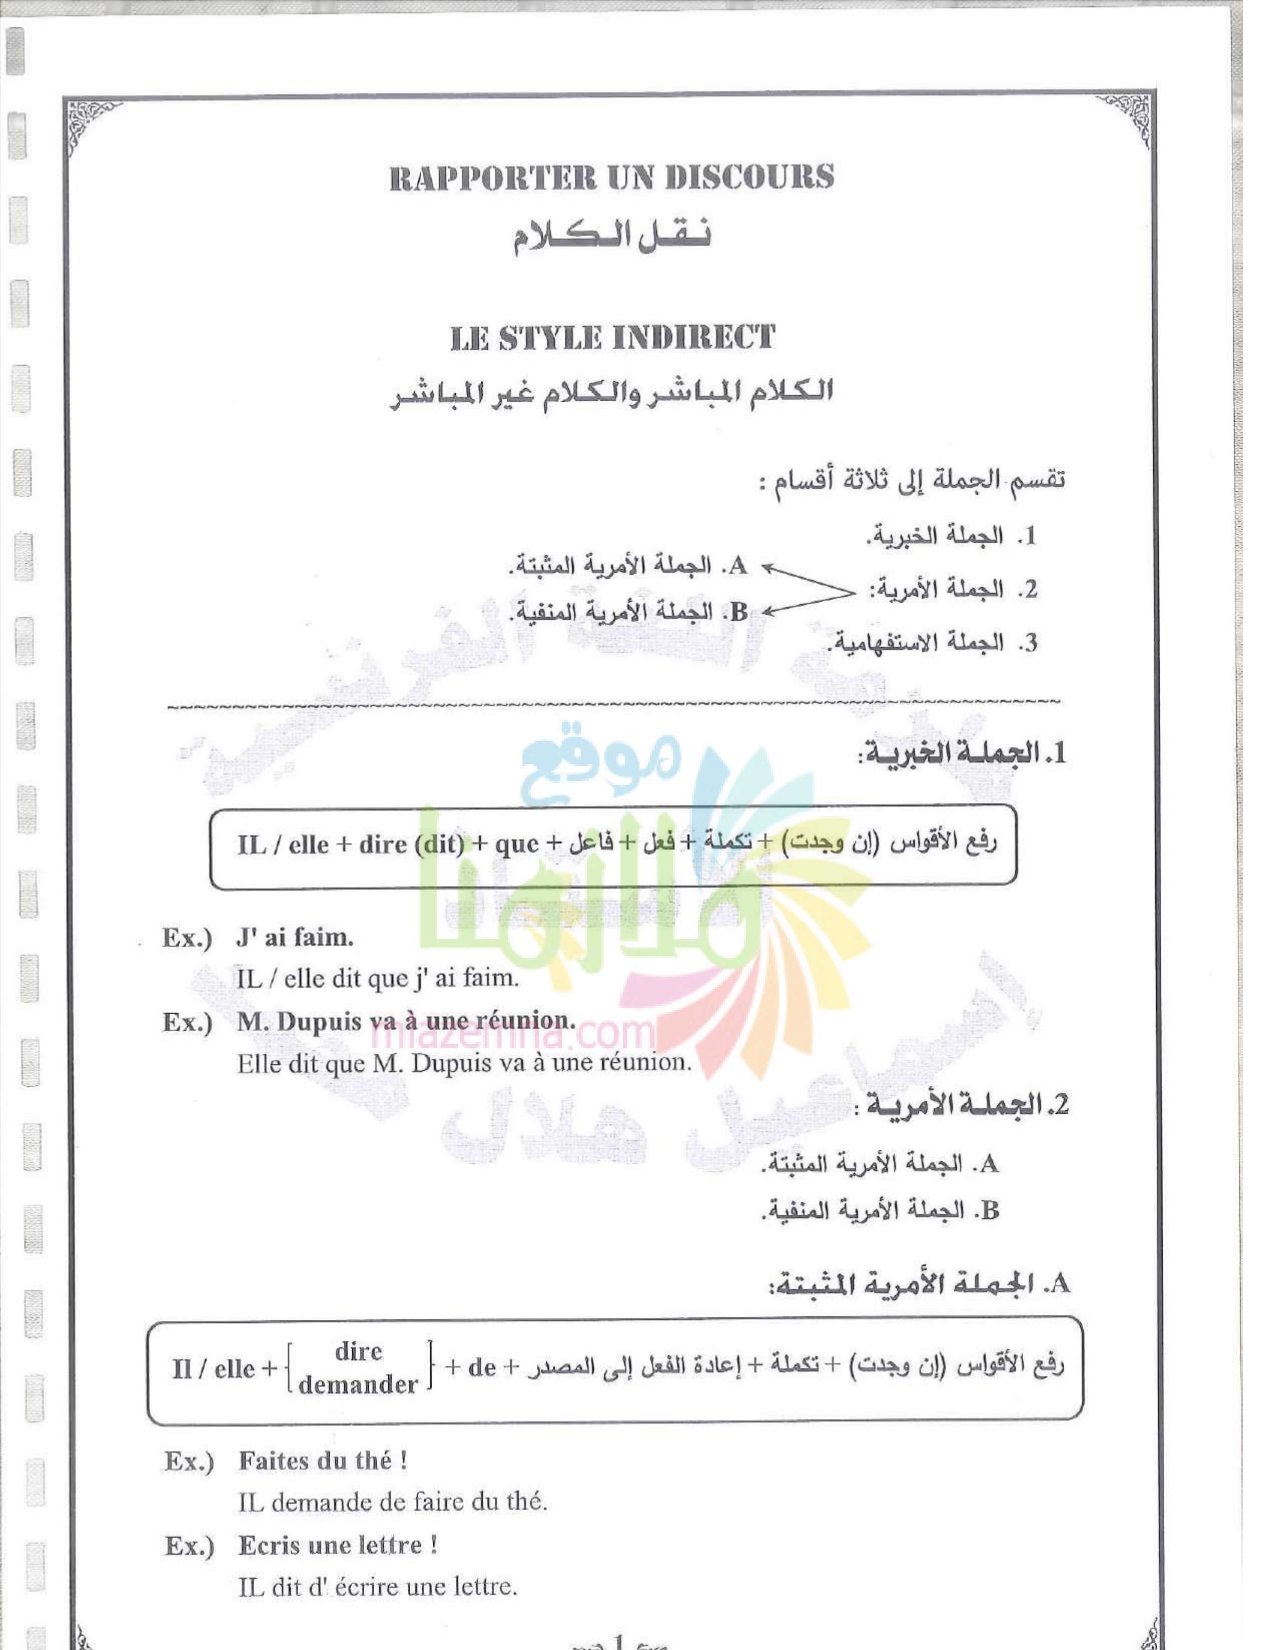 RAPPORTER UN DISCOURS
نقل الكلام
LE STYLE INDIRECT
الكلام المباشر والكلام غير المباشر
تقسم الجملة إلى ثلاثة أقسام :
1. الجملة الخبرية.
2. الجملة الأمرية:
A. الجملة الأمرية المثبتة.
B. الجملة الأمرية المنفية.
3. الجملة الاستفهامية.
1. الجملة الخبرية:
IL / elle + dire (dit) + que + فاعل + فعل + تكملة + (إن وجدت) رفع الأقواس
موقع
ملازمنا
miazemna.com
Ex.) J' ai faim.
IL / elle dit que j' ai faim.
Ex.) M. Dupuis va à une réunion.
Elle dit que M. Dupuis va à une réunion.
2. الجملة الأمرية :
A. الجملة الأمرية المثبتة.
B. الجملة الأمرية المنفية.
A. الجملة الأمرية المثبتة:
Il / elle + { dire
demander } + de + إعادة الفعل إلى المصدر + تكملة + (إن وجدت) رفع الأقواس
Ex.) Faites du thé !
IL demande de faire du thé.
Ex.) Ecris une lettre !
IL dit d' écrire une lettre.
1